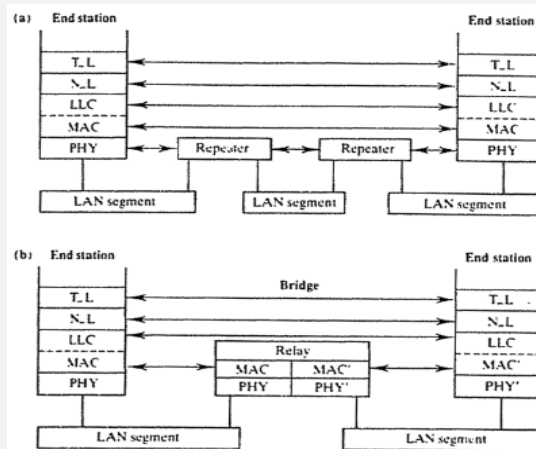 (a) End station End station
T_L T_L
N_L N_L
LLC LLC
MAC MAC
PHY Repeater Repeater PHY
LAN segment LAN segment LAN segment
(b) End station End station
Bridge
T_L T_L
N_L N_L
LLC LLC
Relay
MAC MAC MAC' MAC'
PHY PHY PHY' PHY'
LAN segment LAN segment